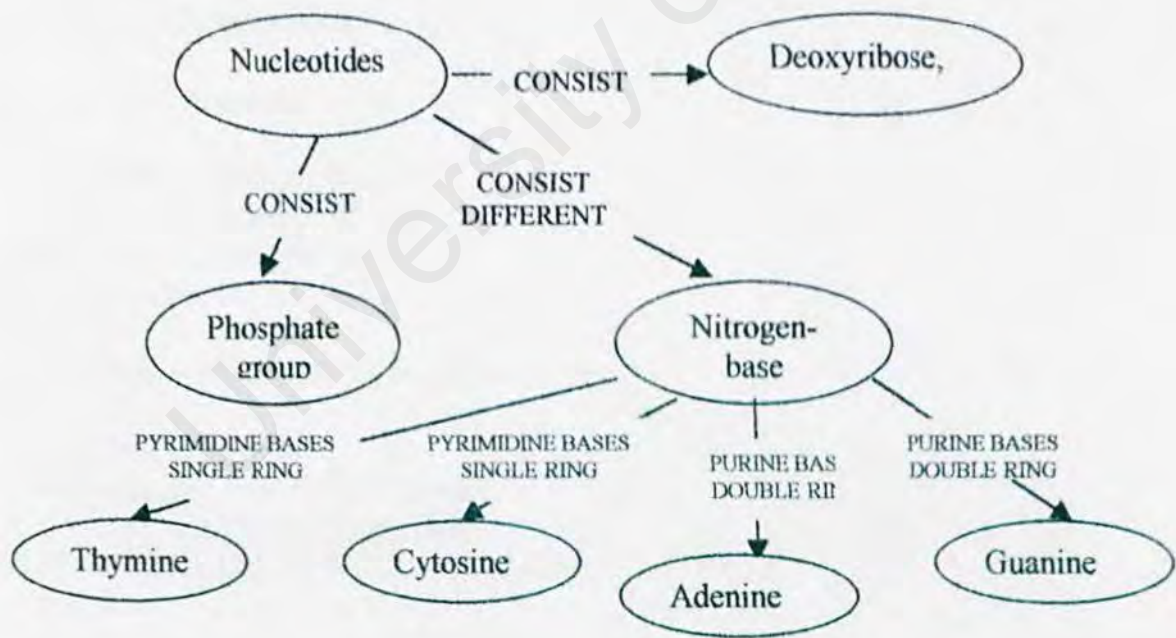 University
Nucleotides
CONSIST
Deoxyribose,
CONSIST
CONSIST
DIFFERENT
Phosphate
group
Nitrogen-
base
PYRIMIDINE BASES
SINGLE RING
PYRIMIDINE BASES
SINGLE RING
PURINE BAS
DOUBLE RI
PURINE BASES
DOUBLE RING
Thymine
Cytosine
Adenine
Guanine